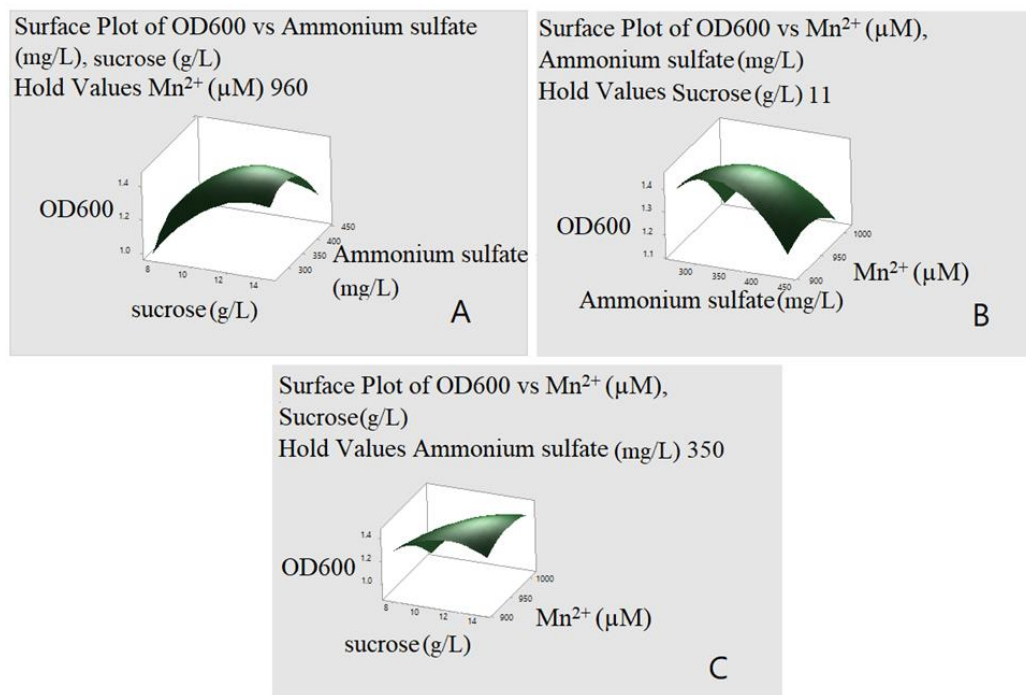 Surface Plot of OD600 vs Ammonium sulfate
(mg/L), sucrose (g/L)
Hold Values Mn²⁺ (µM) 960
1.4
1.2
1.0
OD600
8
10
12
14
sucrose (g/L)
300
350
400
450
Ammonium sulfate
(mg/L)
A
Surface Plot of OD600 vs Mn²⁺ (µM),
Ammonium sulfate (mg/L)
Hold Values Sucrose (g/L) 11
1.4
1.3
1.2
1.1
OD600
300
350
400
450
Ammonium sulfate (mg/L)
900
950
1000
Mn²⁺ (µM)
B
Surface Plot of OD600 vs Mn²⁺ (µM),
Sucrose (g/L)
Hold Values Ammonium sulfate (mg/L) 350
1.4
1.2
1.0
OD600
8
10
12
14
sucrose (g/L)
900
950
1000
Mn²⁺ (µM)
C